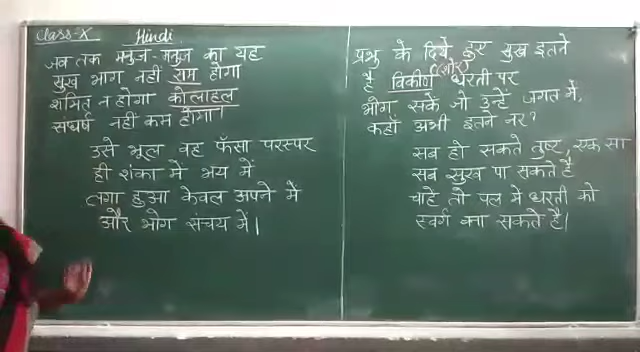 Class-X Hindi
जब तक मनुज-मनुज का यह
सुख भाग नहीं सम होगा
शमित न होगा कोलाहल
संघर्ष नहीं कम होगा।
उसे भूल वह फँसा परस्पर
ही शंका में भय में
लगा हुआ केवल अपने में
और भोग संचय में।
प्रभु के दिये हुए सुख इतने
है विकीर्ण (शोर) धरती पर
भोग सकें जो उन्हें जगत में,
कहाँ अभी इतने नर?
सब हो सकते तुष्ट, एक सा
सब सुख पा सकते है
चाहे तो पल में धरती को
स्वर्ग बना सकते है।